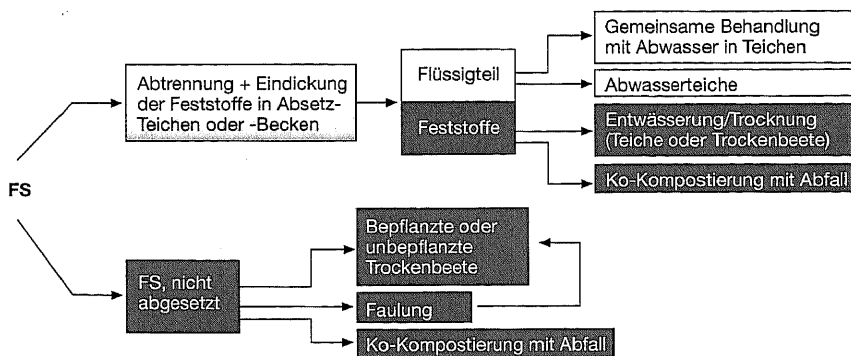 Gemeinsame Behandlung
mit Abwasser in Teichen
Abtrennung + Eindickung
der Feststoffe in Absetz-
Teichen oder -Becken
Flüssigteil
Abwasserteiche
Feststoffe
Entwässerung/Trocknung
(Teiche oder Trockenbeete)
Ko-Kompostierung mit Abfall
FS
FS, nicht
abgesetzt
Bepflanzte oder
unbepflanzte
Trockenbeete
Faulung
Ko-Kompostierung mit Abfall